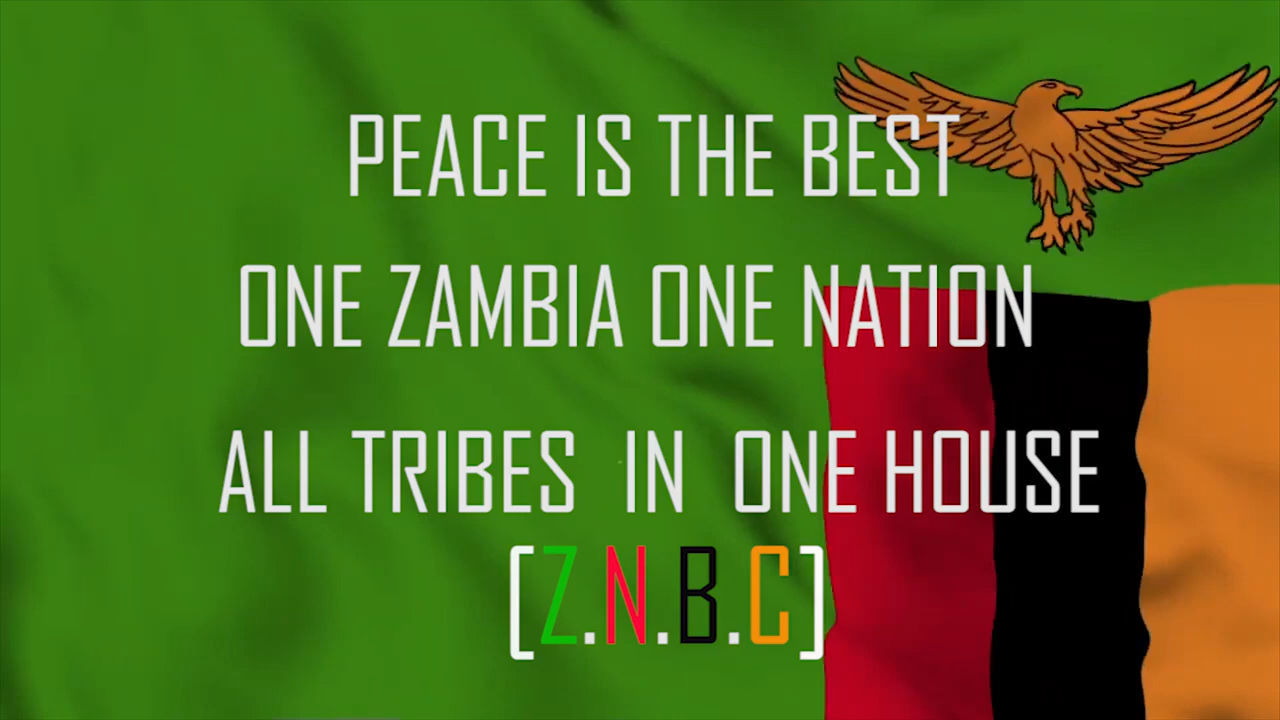 PEACE IS THE BEST
ONE ZAMBIA ONE NATION
ALL TRIBES IN ONE HOUSE
[Z.N.B.C]